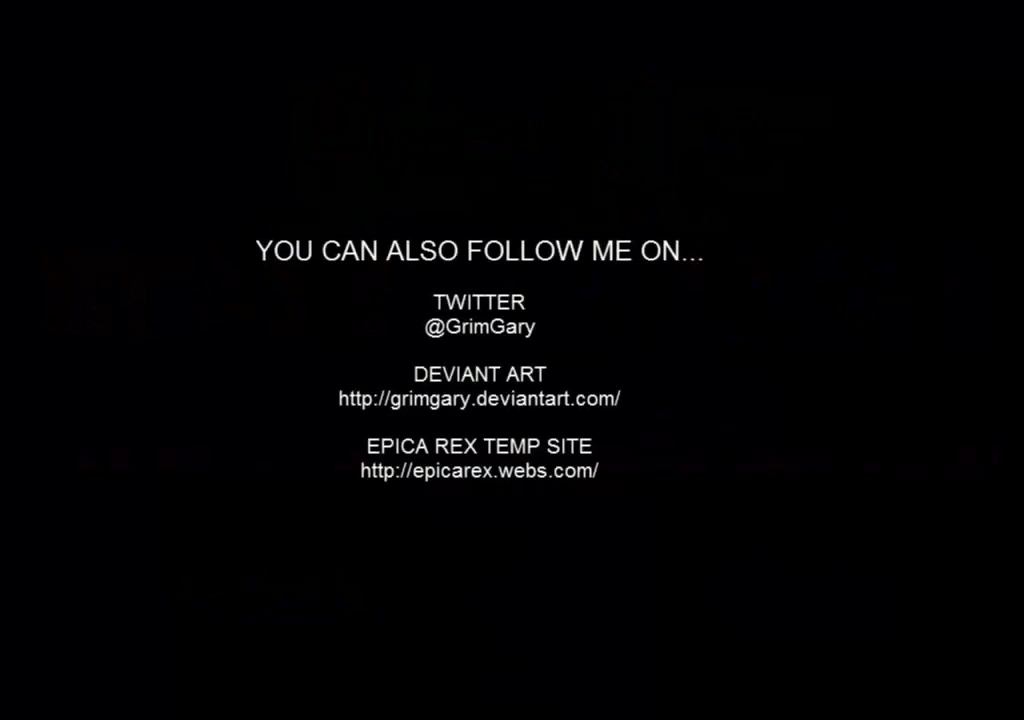 YOU CAN ALSO FOLLOW ME ON...
TWITTER
@GrimGary
DEVIANT ART
http://grimgary.deviantart.com/
EPICA REX TEMP SITE
http://epicarex.webs.com/